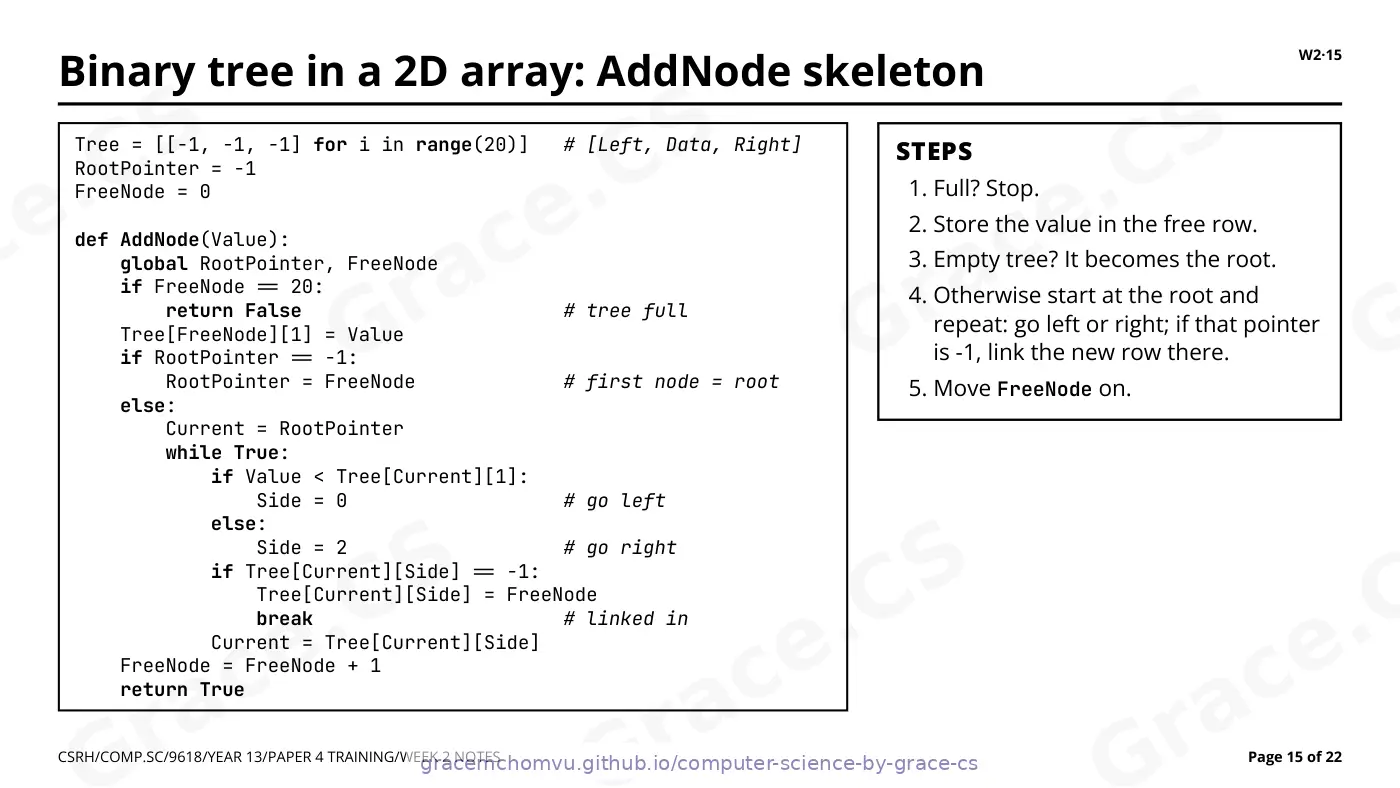 Binary tree in a 2D array: AddNode skeleton
W2·15
Tree = [[-1, -1, -1] for i in range(20)]   # [Left, Data, Right]
RootPointer = -1
FreeNode = 0

def AddNode(Value):
    global RootPointer, FreeNode
    if FreeNode == 20:
        return False                       # tree full
    Tree[FreeNode][1] = Value
    if RootPointer == -1:
        RootPointer = FreeNode             # first node = root
    else:
        Current = RootPointer
        while True:
            if Value < Tree[Current][1]:
                Side = 0                   # go left
            else:
                Side = 2                   # go right
            if Tree[Current][Side] == -1:
                Tree[Current][Side] = FreeNode
                break                      # linked in
            Current = Tree[Current][Side]
    FreeNode = FreeNode + 1
    return True
STEPS
1. Full? Stop.
2. Store the value in the free row.
3. Empty tree? It becomes the root.
4. Otherwise start at the root and
repeat: go left or right; if that pointer
is -1, link the new row there.
5. Move FreeNode on.
CSRH/COMP.SC/9618/YEAR 13/PAPER 4 TRAINING/WEEK 2 NOTES
gracemchomvu.github.io/computer-science-by-grace-cs
Page 15 of 22
Grace.CS